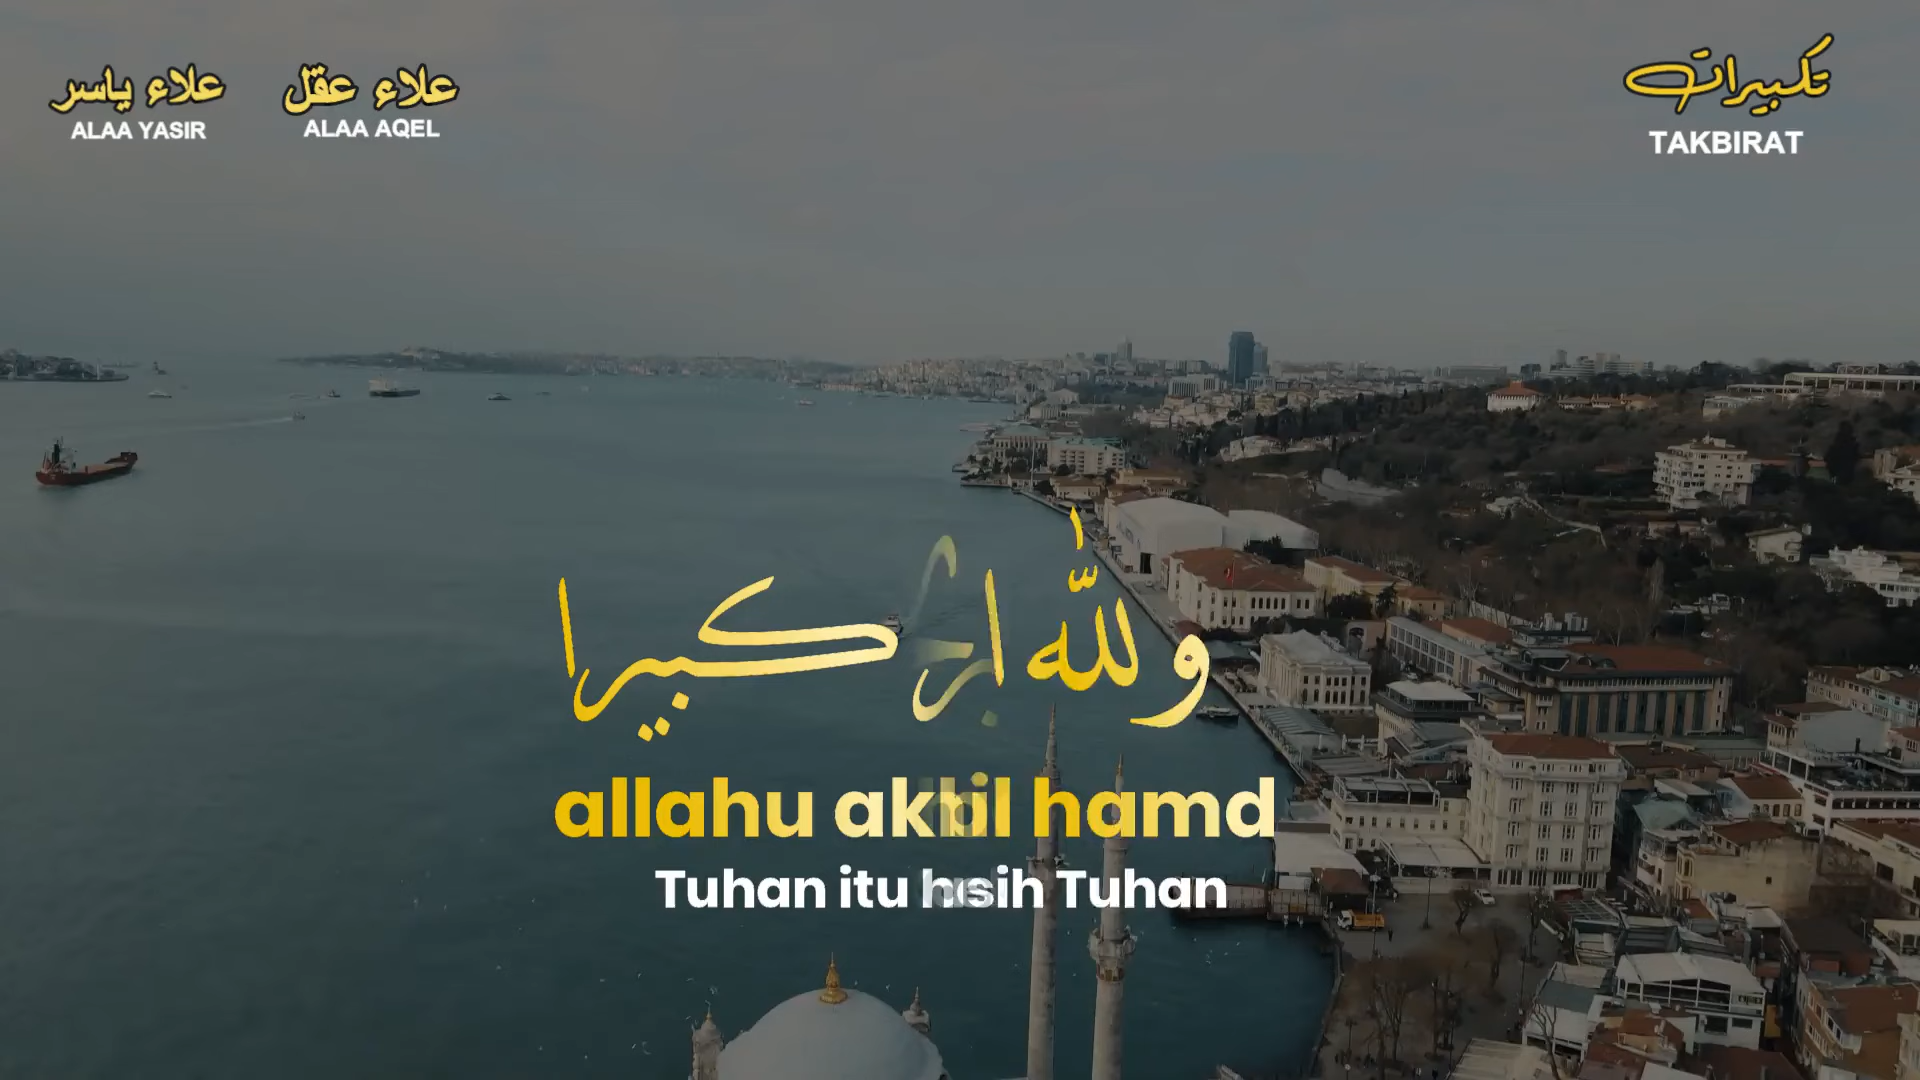 علاء ياسر
ALAA YASIR
علاء عقل
ALAA AQEL
تكبيرات
TAKBIRAT
ولله كبيرا
allahu hamd
Tuhan itu Tuhan